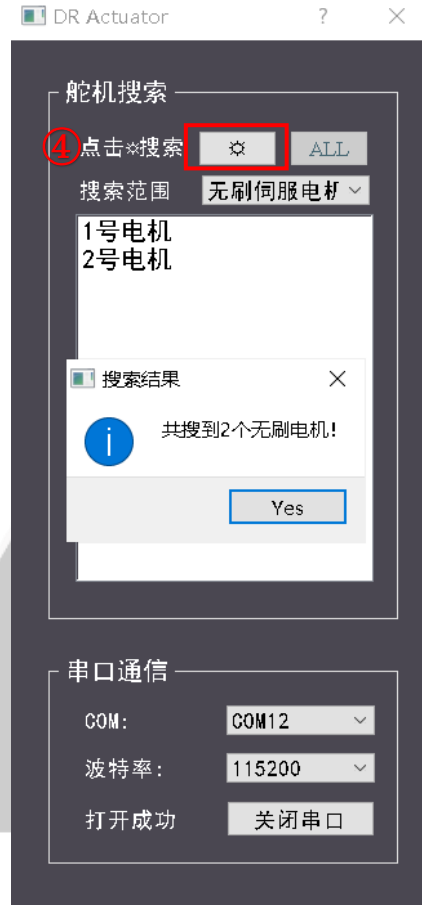 DR Actuator ?
舵机搜索
④点击☼搜索 ☼ ALL
搜索范围 无刷伺服电机
1号电机
2号电机
搜索结果
共搜到2个无刷电机!
Yes
串口通信
COM: COM12
波特率: 115200
打开成功 关闭串口